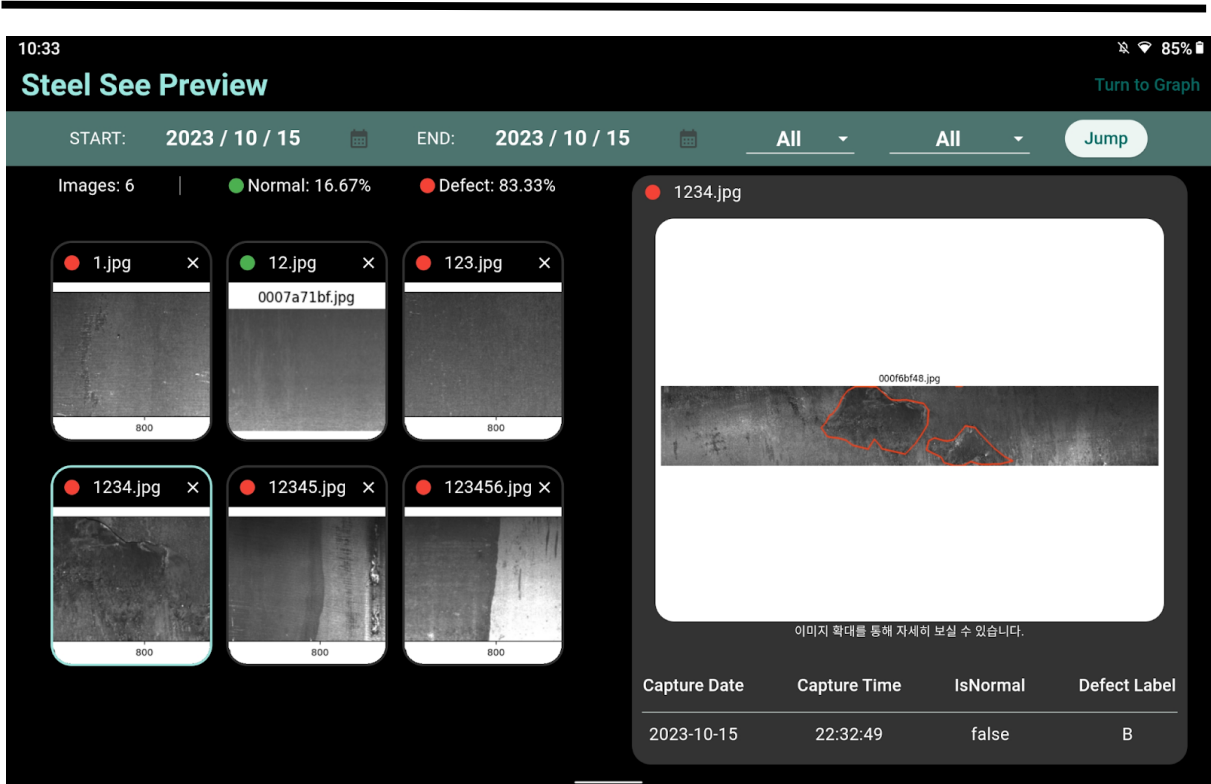 10:33
85%
Steel See Preview
Turn to Graph
START: 2023 / 10 / 15 END: 2023 / 10 / 15 All All Jump
Images: 6 | Normal: 16.67% Defect: 83.33%
1.jpg ×
12.jpg ×
123.jpg ×
0007a71bf.jpg
800
800
1234.jpg ×
12345.jpg ×
123456.jpg ×
800
800
800
1234.jpg
000f6bf48.jpg
이미지 확대를 통해 자세히 보실 수 있습니다.
Capture Date Capture Time IsNormal Defect Label
2023-10-15 22:32:49 false B